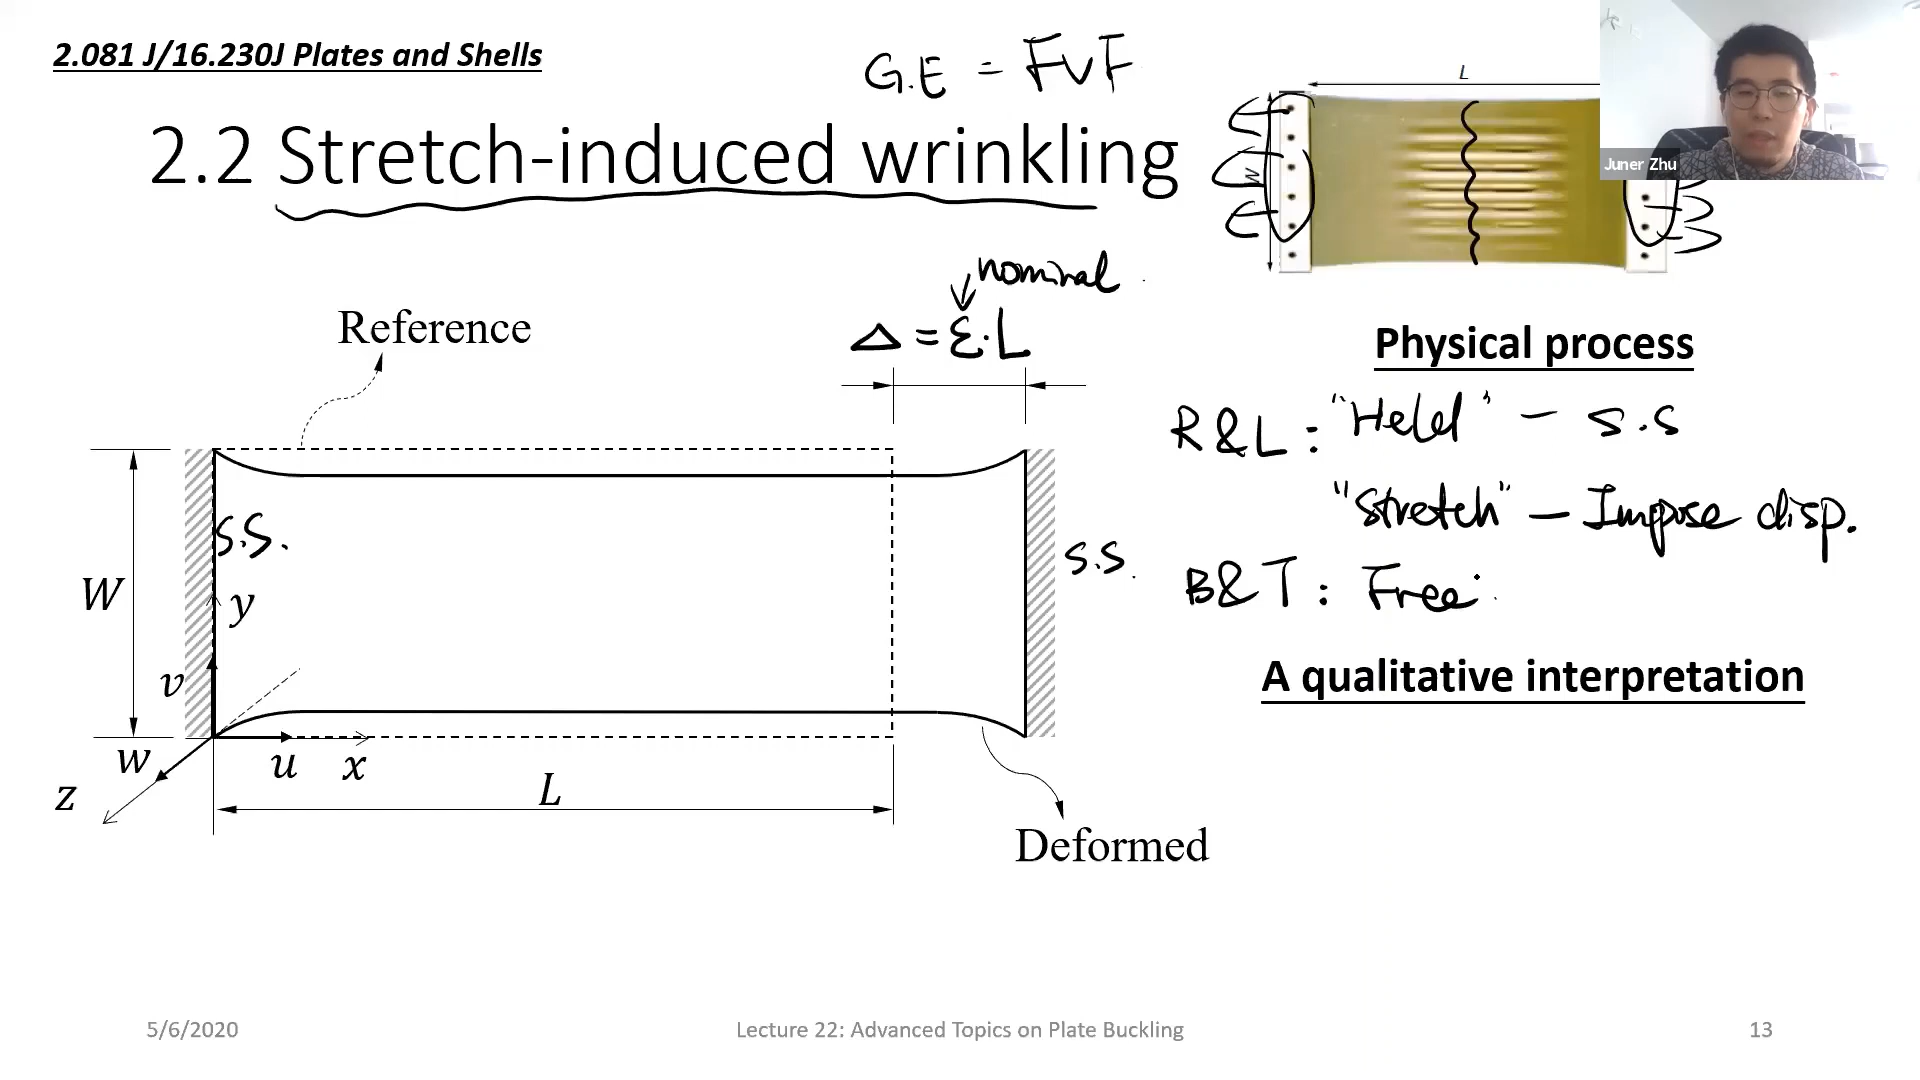 2.081 J/16.230J Plates and Shells
G.E = FvF
2.2 Stretch-induced wrinkling
L
W
Juner Zhu
nominal
Δ = ε·L
Reference
Physical process
R&L : "Held" – s.s
"Stretch" – Impose disp.
B&T : Free
A qualitative interpretation
S.S.
S.S.
W
y
v
w
u
x
z
L
Deformed
5/6/2020
Lecture 22: Advanced Topics on Plate Buckling
13